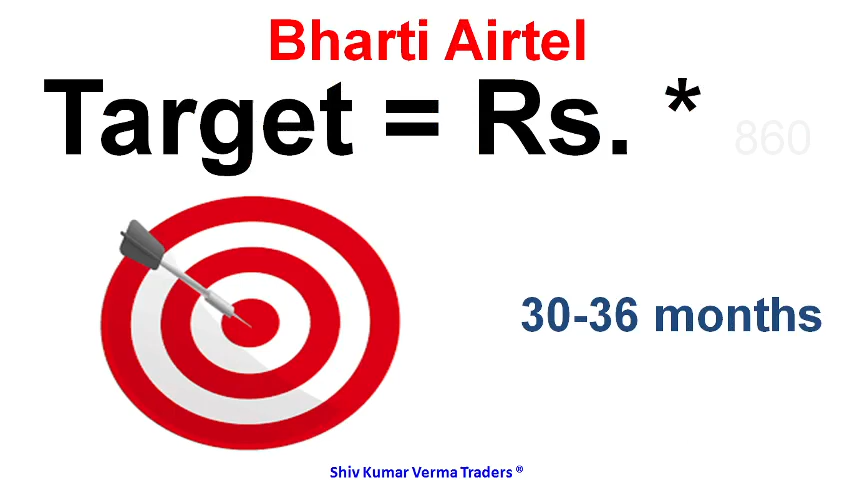 Bharti Airtel
Target = Rs. * 860
30-36 months
Shiv Kumar Verma Traders ®